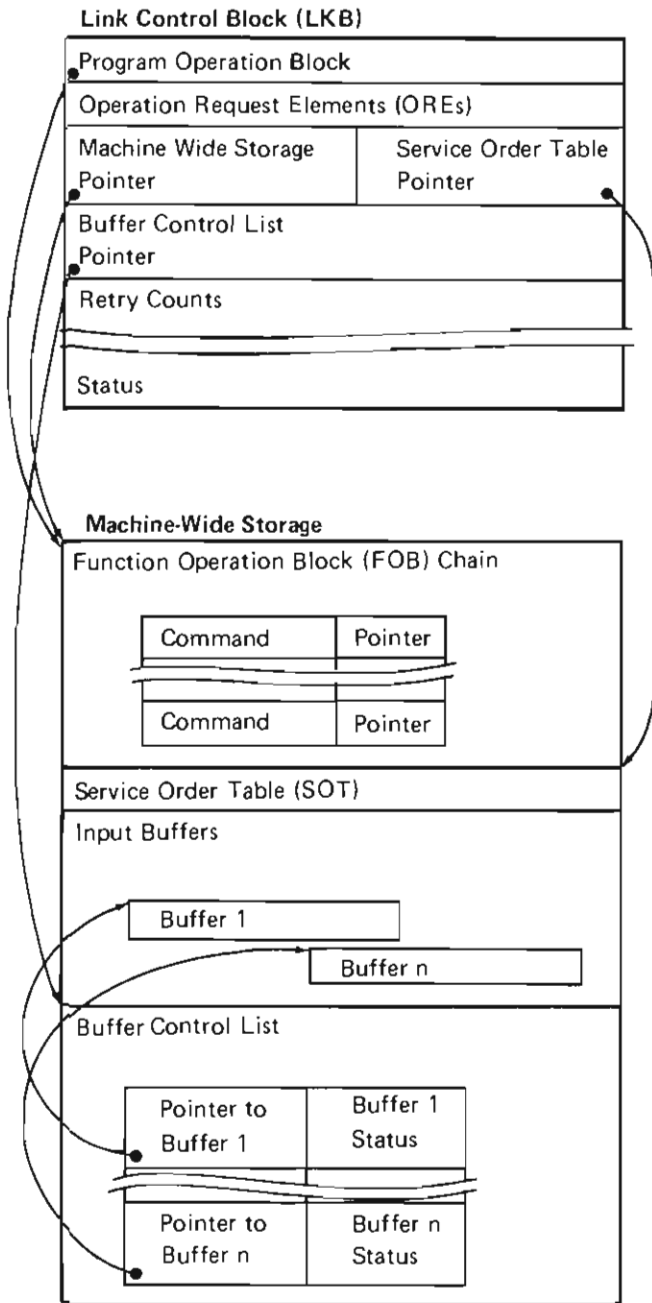 Link Control Block (LKB)
Program Operation Block
Operation Request Elements (OREs)
Machine Wide Storage
Pointer
Service Order Table
Pointer
Buffer Control List
Pointer
Retry Counts
Status
Machine-Wide Storage
Function Operation Block (FOB) Chain
Command
Pointer
Command
Pointer
Service Order Table (SOT)
Input Buffers
Buffer 1
Buffer n
Buffer Control List
Pointer to
Buffer 1
Buffer 1
Status
Pointer to
Buffer n
Buffer n
Status